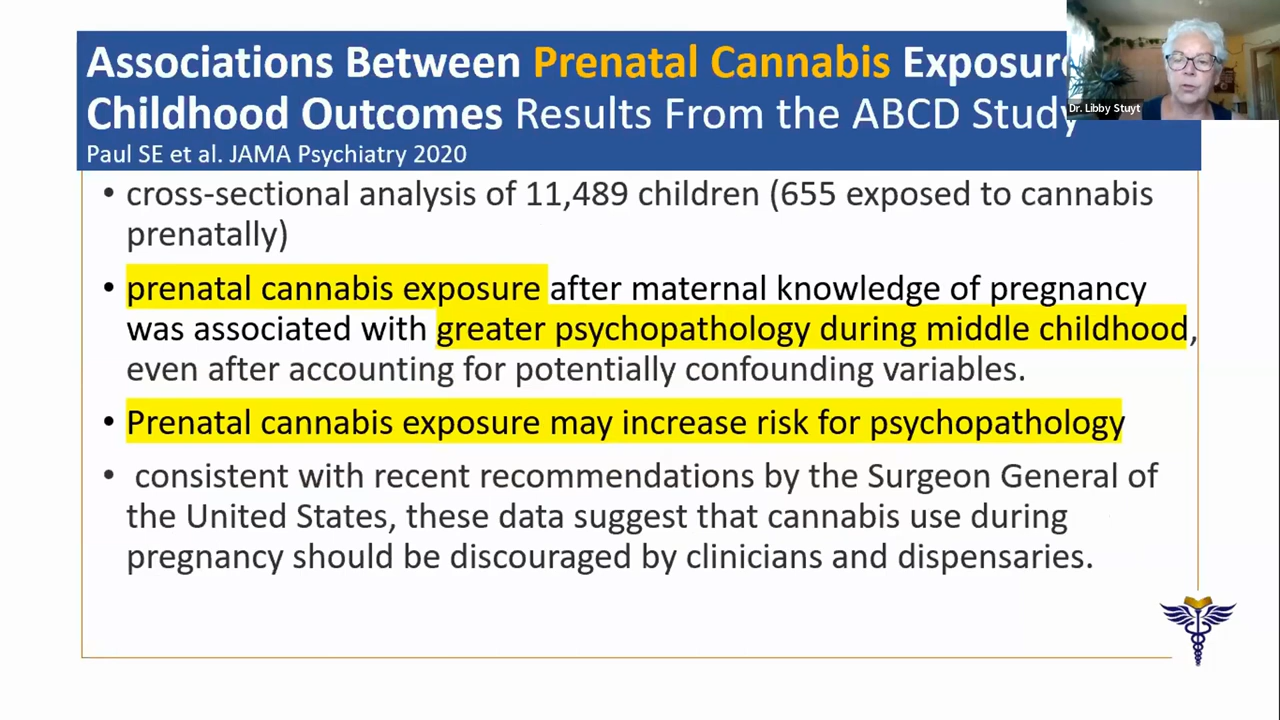 Associations Between Prenatal Cannabis Exposure
Childhood Outcomes Results From the ABCD Study
Paul SE et al. JAMA Psychiatry 2020
Dr. Libby Stuyt
• cross-sectional analysis of 11,489 children (655 exposed to cannabis
prenatally)
• prenatal cannabis exposure after maternal knowledge of pregnancy
was associated with greater psychopathology during middle childhood,
even after accounting for potentially confounding variables.
• Prenatal cannabis exposure may increase risk for psychopathology
• consistent with recent recommendations by the Surgeon General of
the United States, these data suggest that cannabis use during
pregnancy should be discouraged by clinicians and dispensaries.